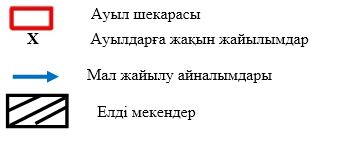 Ауыл шекарасы
X Ауылдарға жақын жайылымдар
Мал жайылу айналымдары
Елді мекендер